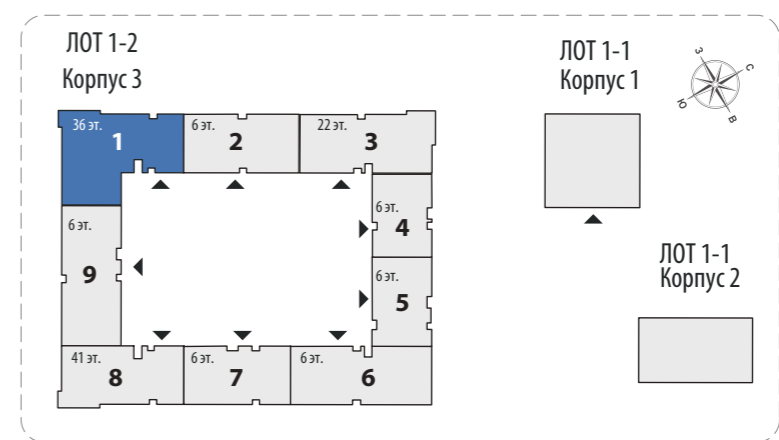 ЛОТ 1-2
Корпус 3
ЛОТ 1-1
Корпус 1
З
С
Ю
В
36 эт.
1
6 эт.
2
22 эт.
3
6 эт.
4
6 эт.
9
6 эт.
5
ЛОТ 1-1
Корпус 2
41 эт.
8
6 эт.
7
6 эт.
6